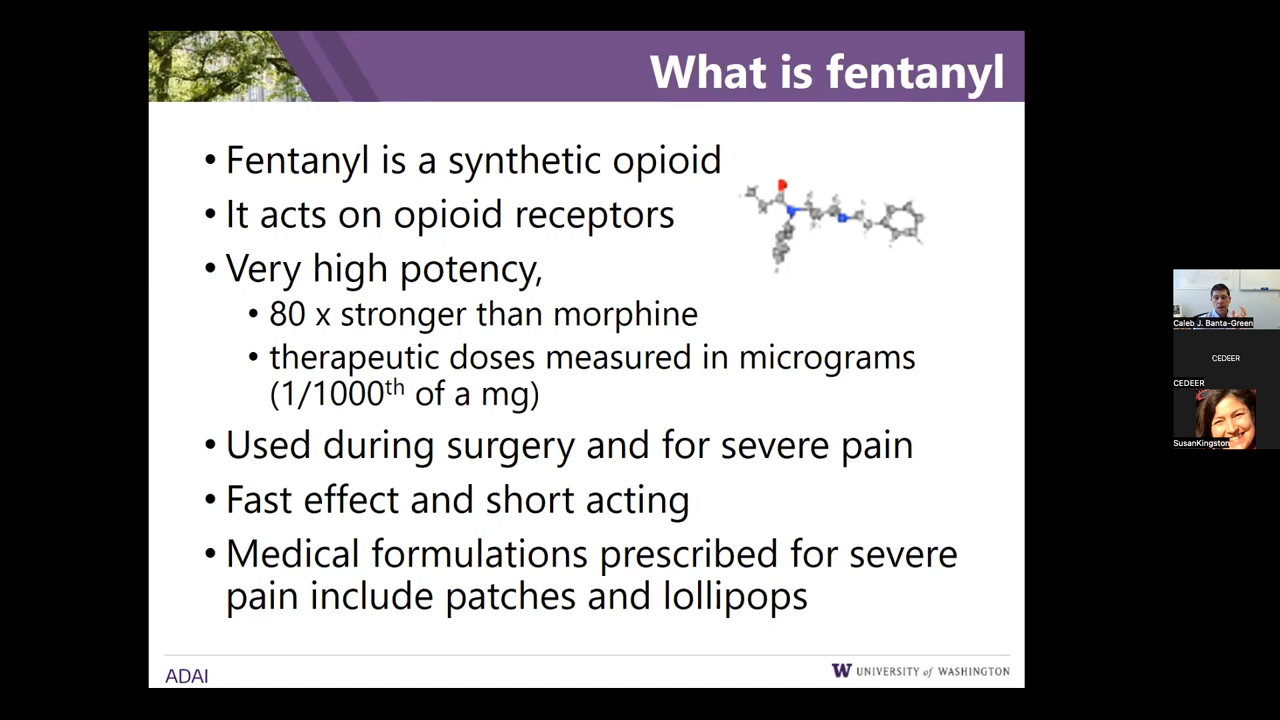 What is fentanyl
• Fentanyl is a synthetic opioid
• It acts on opioid receptors
• Very high potency,
• 80 x stronger than morphine
• therapeutic doses measured in micrograms
(1/1000th of a mg)
• Used during surgery and for severe pain
• Fast effect and short acting
• Medical formulations prescribed for severe
pain include patches and lollipops
ADAI
W UNIVERSITY of WASHINGTON
Caleb J. Banta-Green
CEDEER
CEDEER
SusanKingston